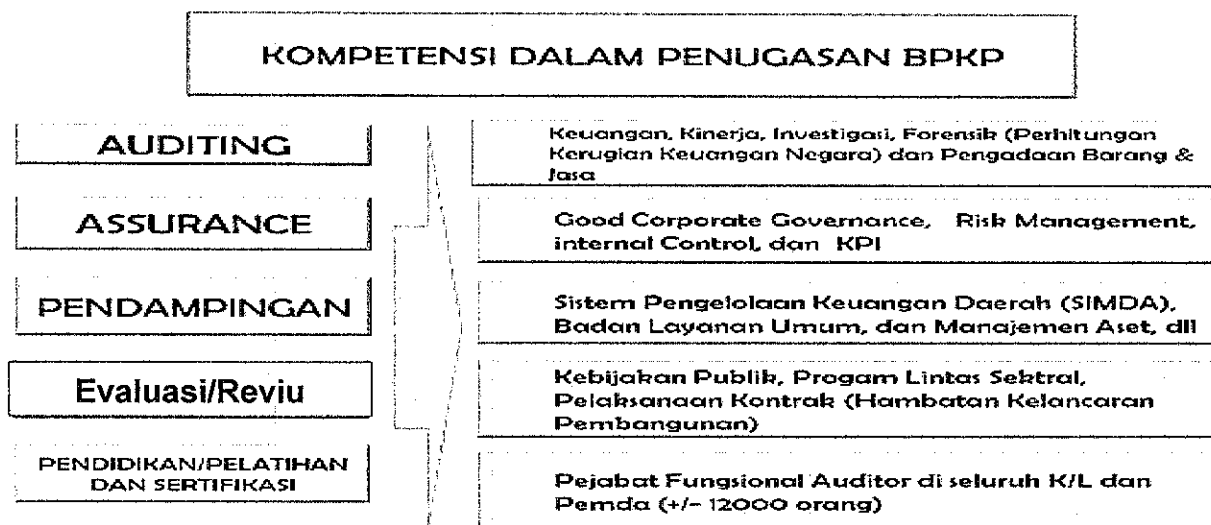 KOMPETENSI DALAM PENUGASAN BPKP
AUDITING
Keuangan, Kinerja, Investigasi, Forensik (Perhitungan
Kerugian Keuangan Negara) dan Pengadaan Barang &
Jasa
ASSURANCE
Good Corporate Governance, Risk Management,
internal Control, dan KPI
PENDAMPINGAN
Sistem Pengelolaan Keuangan Daerah (SIMDA),
Badan Layanan Umum, dan Manajemen Aset, dll
Evaluasi/Reviu
Kebijakan Publik, Progam Lintas Sektral,
Pelaksanaan Kontrak (Hambatan Kelancaran
Pembangunan)
PENDIDIKAN/PELATIHAN
DAN SERTIFIKASI
Pejabat Fungsional Auditor di seluruh K/L dan
Pemda (+/- 12000 orang)